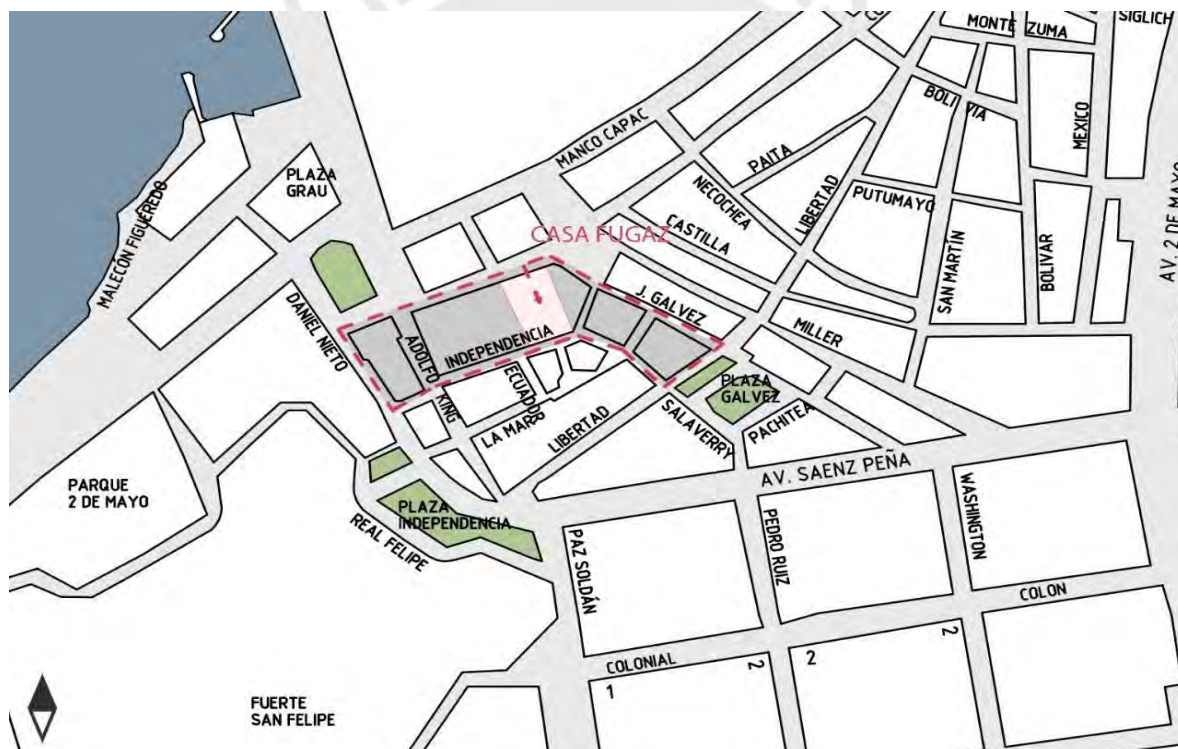 SIGLICH
MONTE ZUMA
BOLIVIA
MEXICO
MANCO CAPAC
PAITA
PLAZA
GRAU
NECOCHEA
LIBERTAD
PUTUMAYO
MALECÓN FIGUEREDO
CASA FUGAZ
CASTILLA
SAN MARTÍN
BOLIVAR
AV. 2 DE MAYO
J. GALVEZ
DANIEL NIETO
ADOLFO
KING
INDEPENDENCIA
MILLER
ECUADOR
PLAZA
GALVEZ
LA MAR
LIBERTAD
SALAVERRY
PACHITEA
AV. SAENZ PEÑA
PARQUE
2 DE MAYO
PLAZA
INDEPENDENCIA
REAL FELIPE
PAZ SOLDÁN
PEDRO RUIZ
WASHINGTON
COLON
COLONIAL
1
2
2
2
FUERTE
SAN FELIPE